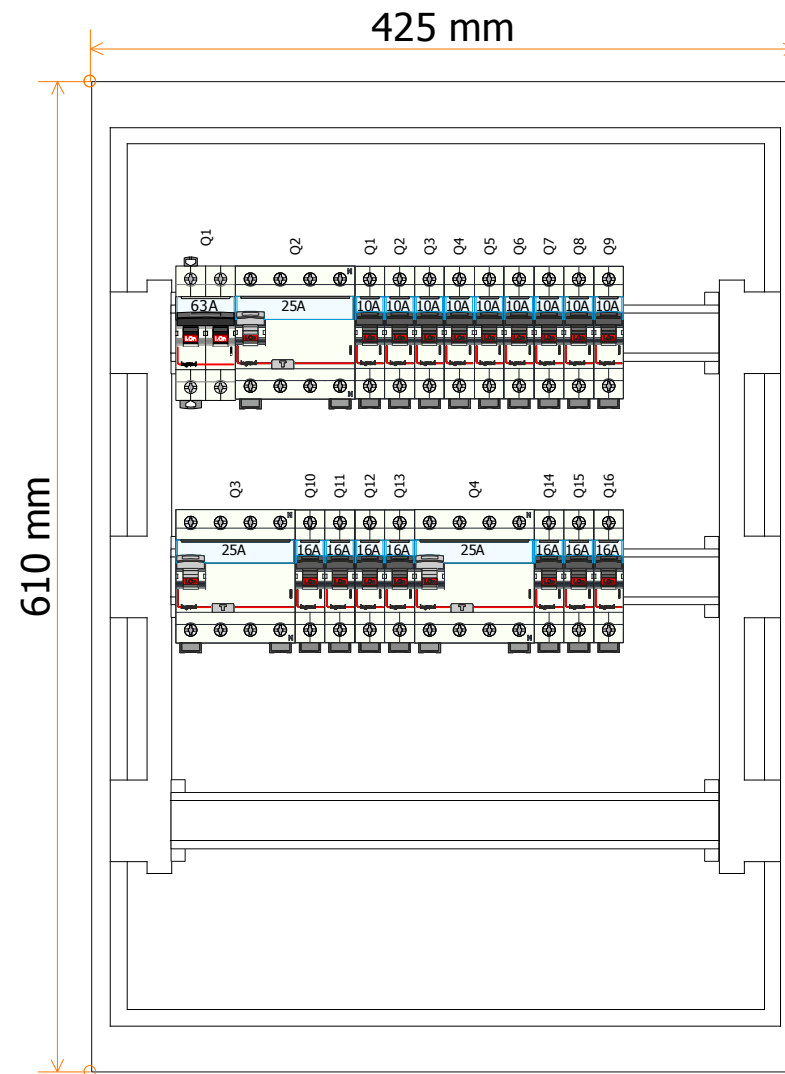 425 mm
610 mm
Q1 Q2 Q1 Q2 Q3 Q4 Q5 Q6 Q7 Q8 Q9
N
63A 25A 10A 10A 10A 10A 10A 10A 10A 10A 10A
I.On I.On
T
N
Q3 Q10 Q11 Q12 Q13 Q4 Q14 Q15 Q16
N N
25A 16A 16A 16A 16A 25A 16A 16A 16A
T T
N N